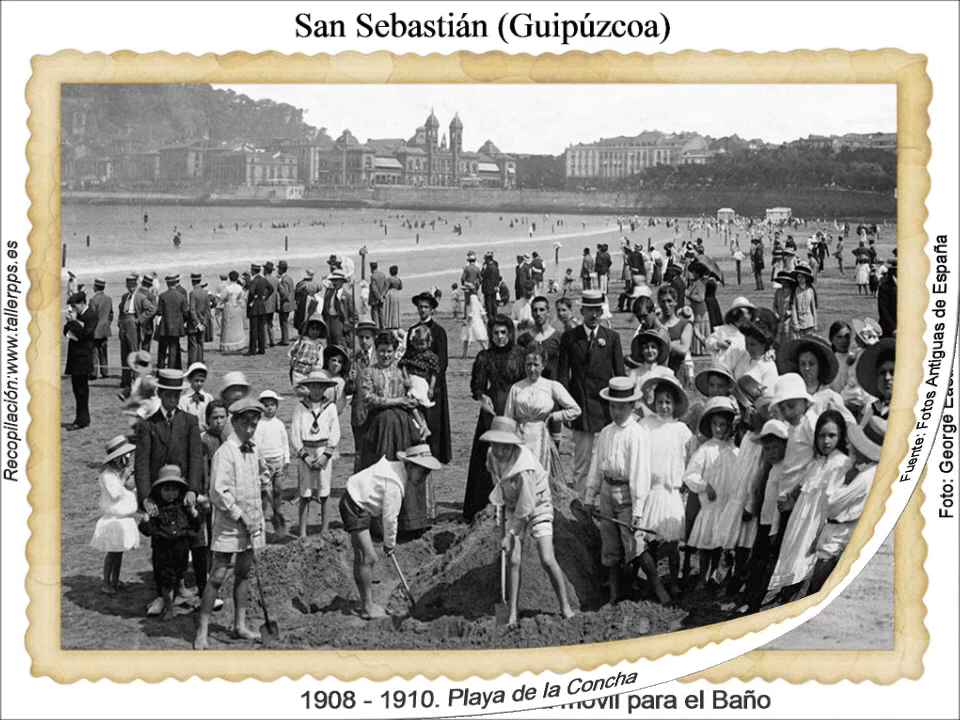 San Sebastián (Guipúzcoa)
Recopilación:www.tallerpps.es
Fuente: Fotos Antiguas de España
Foto: George
1908 - 1910. Playa de la Concha
móvil para el Baño